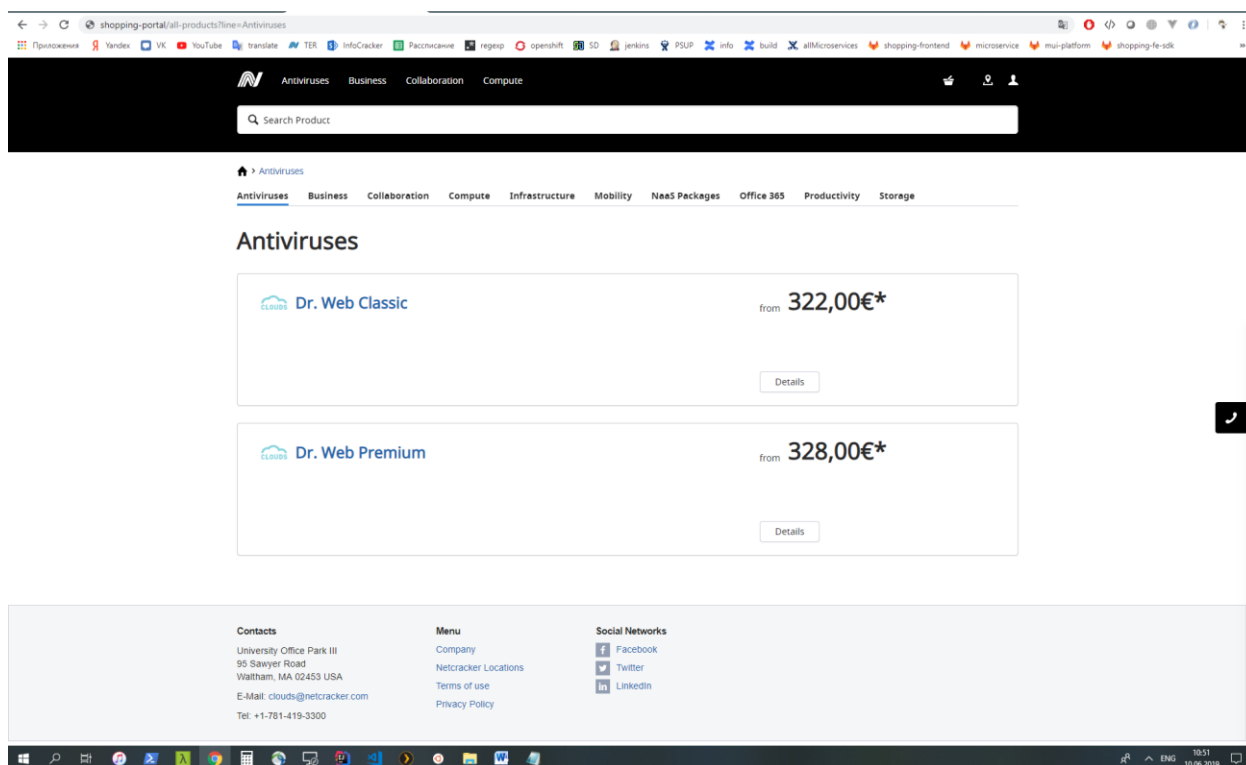 shopping-portal/all-products?line=Antiviruses
Приложения Yandex YouTube VK translate TER InfoCracker Рассписание regexp openshift SD jenkins PSUP info build allMicroservices shopping-frontend microservice mui-platform shopping-fe-sdk
Antiviruses Business Collaboration Compute
Search Product
Antiviruses
Antiviruses Business Collaboration Compute Infrastructure Mobility NaaS Packages Office 365 Productivity Storage
Antiviruses
CLOUDS Dr. Web Classic from 322,00€*
Details
CLOUDS Dr. Web Premium from 328,00€*
Details
Contacts Menu Social Networks
University Office Park III Company Facebook
95 Sawyer Road Netcracker Locations Twitter
Waltham, MA 02453 USA Terms of use LinkedIn
E-Mail: clouds@netcracker.com Privacy Policy
Tel: +1-781-419-3300
ENG 10:51
10.06.2019